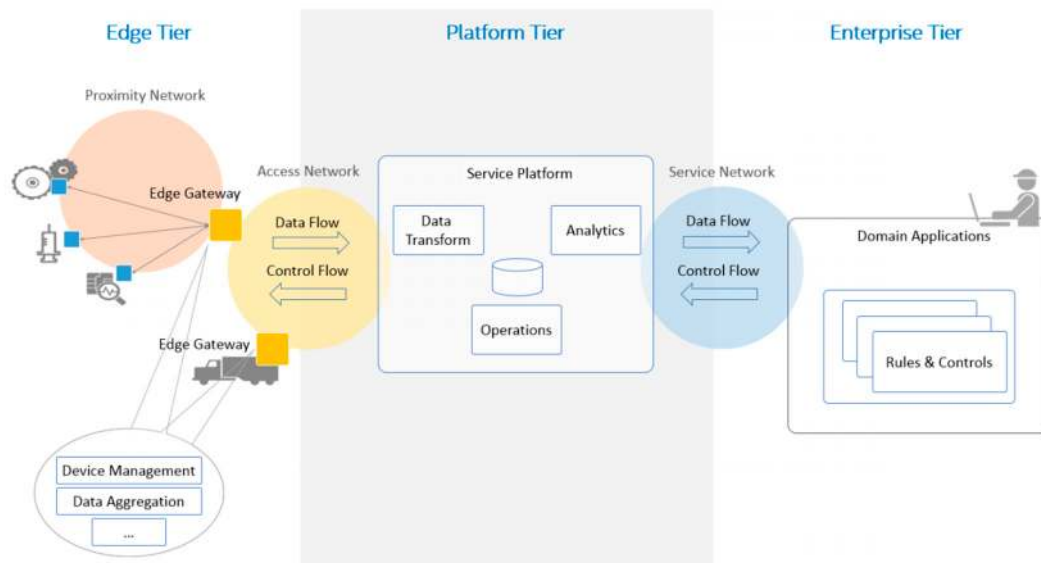 Edge Tier
Platform Tier
Enterprise Tier
Proximity Network
Edge Gateway
Access Network
Data Flow
Control Flow
Edge Gateway
Device Management
Data Aggregation
...
Service Platform
Data
Transform
Analytics
Operations
Service Network
Data Flow
Control Flow
Domain Applications
Rules & Controls